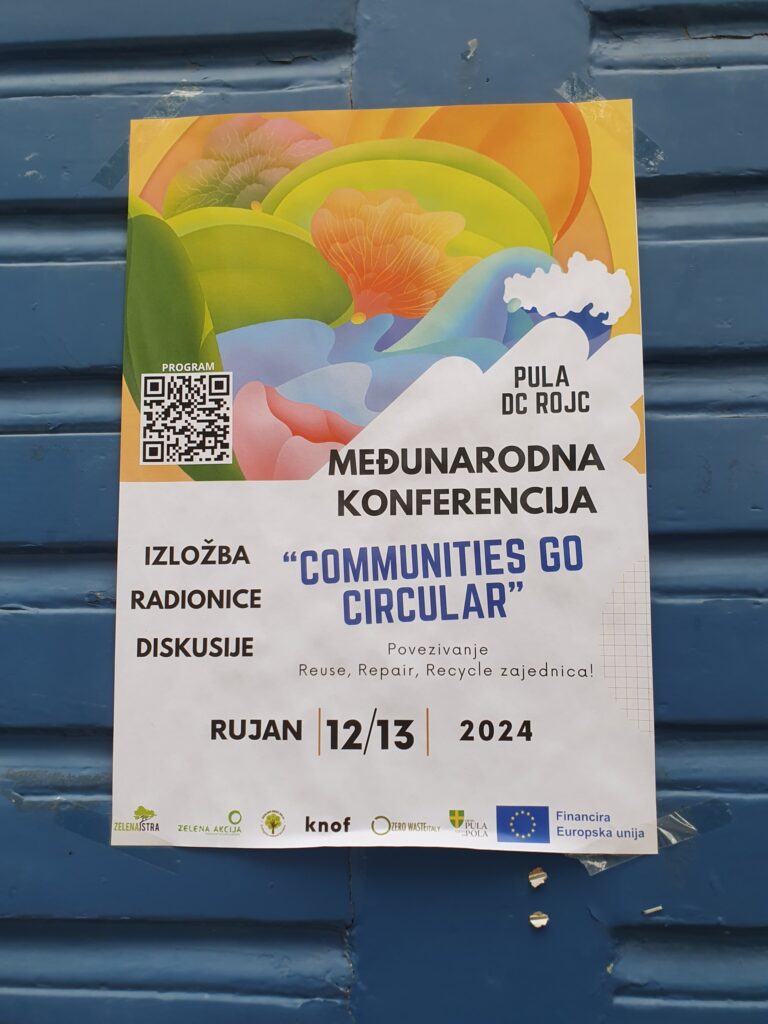 PROGRAM
PULA
DC ROJC
MEĐUNARODNA
KONFERENCIJA
IZLOŽBA
RADIONICE
DISKUSIJE
“COMMUNITIES GO
CIRCULAR”
Povezivanje
Reuse, Repair, Recycle zajednica!
RUJAN 12/13 2024
ZELENA ISTRA
ZELENA AKCIJA
knof
ZERO WASTE ITALY
PULA
POLA
Financira
Europska unija